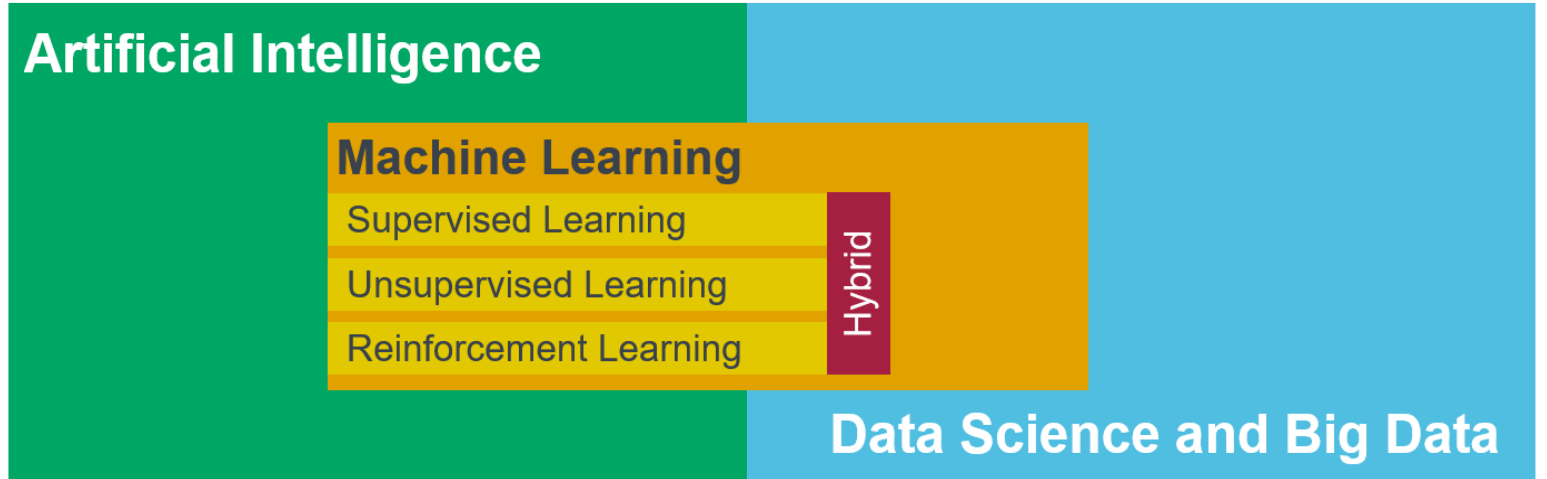 Artificial Intelligence
Machine Learning
Supervised Learning
Unsupervised Learning
Reinforcement Learning
Hybrid
Data Science and Big Data